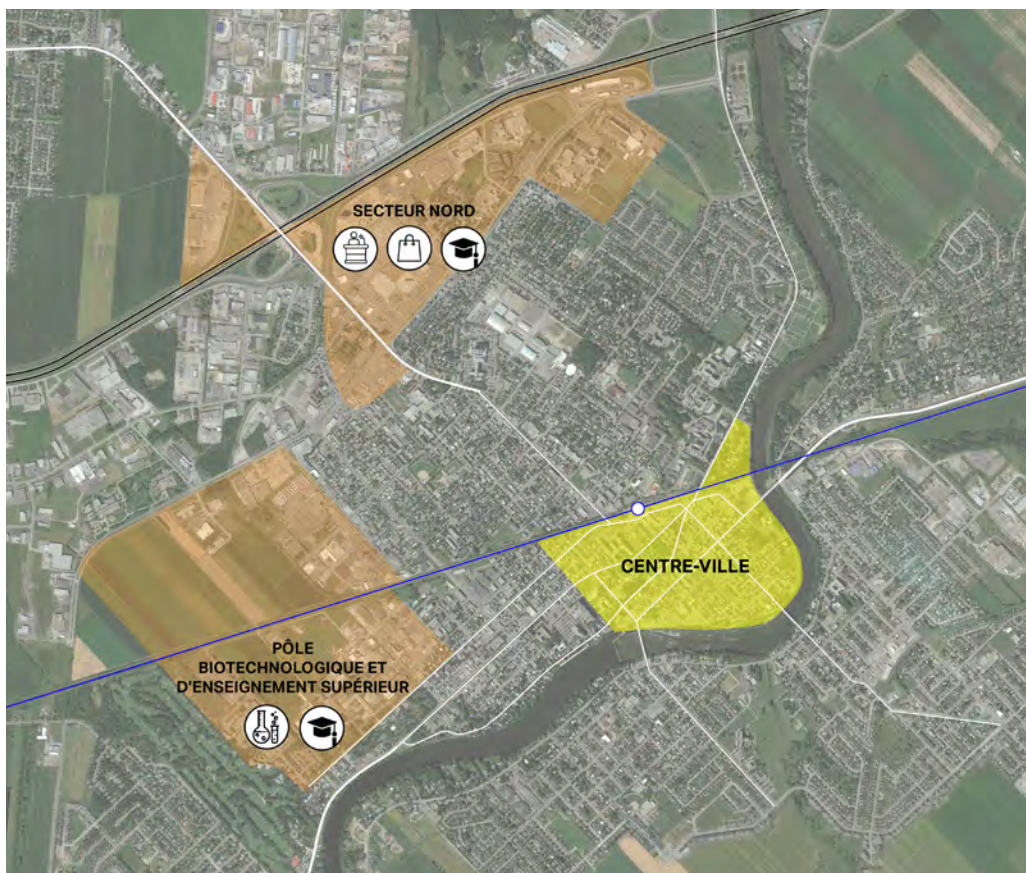 SECTEUR NORD
CENTRE-VILLE
PÔLE
BIOTECHNOLOGIQUE ET
D'ENSEIGNEMENT SUPÉRIEUR